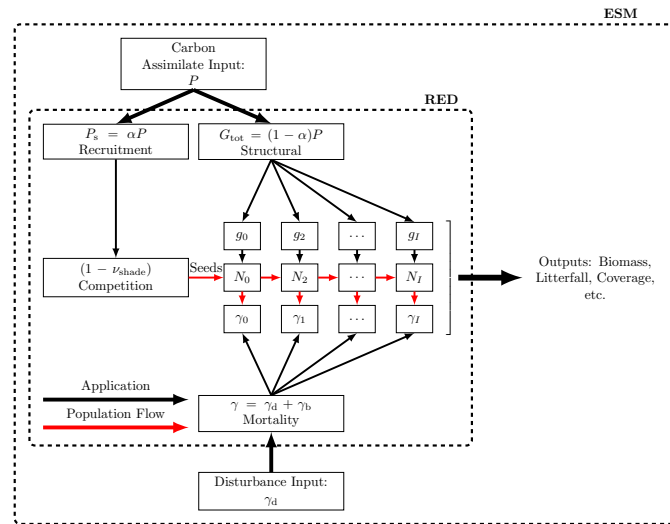 ESM
Carbon
Assimilate Input:
P
RED
P_s = αP
Recruitment
G_tot = (1 − α)P
Structural
g_0 g_2 ⋯ g_I
(1 − ν_shade)
Competition
Seeds
N_0 N_2 ⋯ N_I
γ_0 γ_1 ⋯ γ_I
Outputs: Biomass,
Litterfall, Coverage,
etc.
Application
Population Flow
γ = γ_d + γ_b
Mortality
Disturbance Input:
γ_d